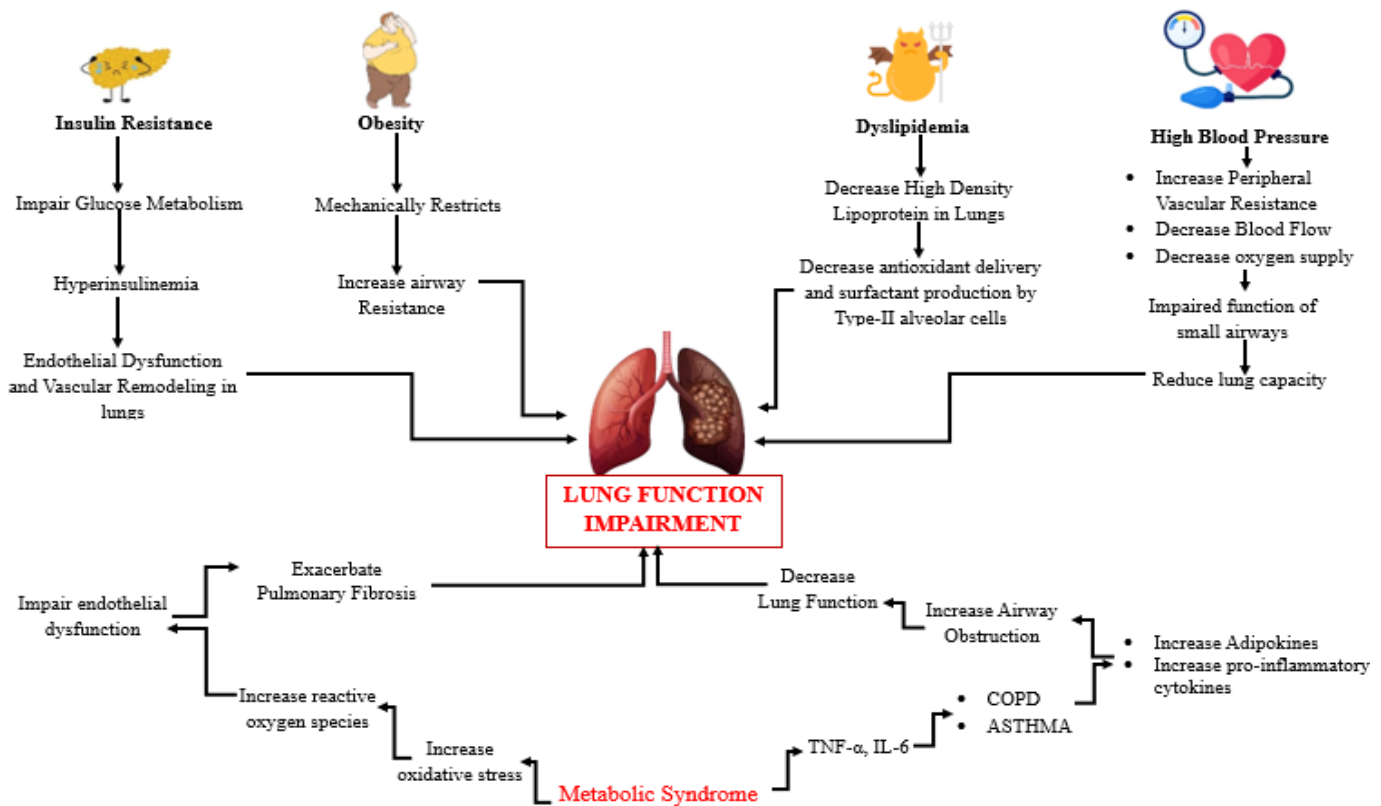 Insulin Resistance
Impair Glucose Metabolism
Hyperinsulinemia
Endothelial Dysfunction
and Vascular Remodeling in
lungs
Obesity
Mechanically Restricts
Increase airway
Resistance
Dyslipidemia
Decrease High Density
Lipoprotein in Lungs
Decrease antioxidant delivery
and surfactant production by
Type-II alveolar cells
High Blood Pressure
• Increase Peripheral
Vascular Resistance
• Decrease Blood Flow
• Decrease oxygen supply
Impaired function of
small airways
Reduce lung capacity
LUNG FUNCTION
IMPAIRMENT
Exacerbate
Pulmonary Fibrosis
Impair endothelial
dysfunction
Increase reactive
oxygen species
Increase
oxidative stress
Metabolic Syndrome
TNF-α, IL-6
• COPD
• ASTHMA
• Increase Adipokines
• Increase pro-inflammatory
cytokines
Increase Airway
Obstruction
Decrease
Lung Function